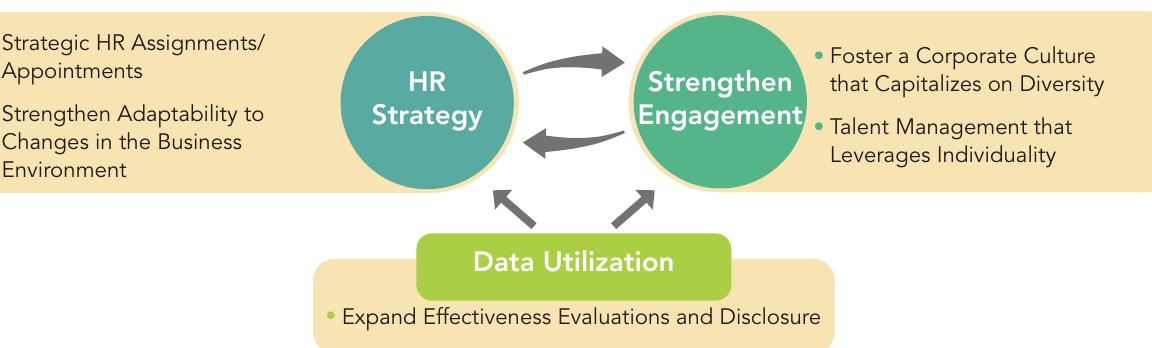 Strategic HR Assignments/
Appointments
Strengthen Adaptability to
Changes in the Business
Environment
HR
Strategy
Strengthen
Engagement
• Foster a Corporate Culture
that Capitalizes on Diversity
• Talent Management that
Leverages Individuality
Data Utilization
• Expand Effectiveness Evaluations and Disclosure